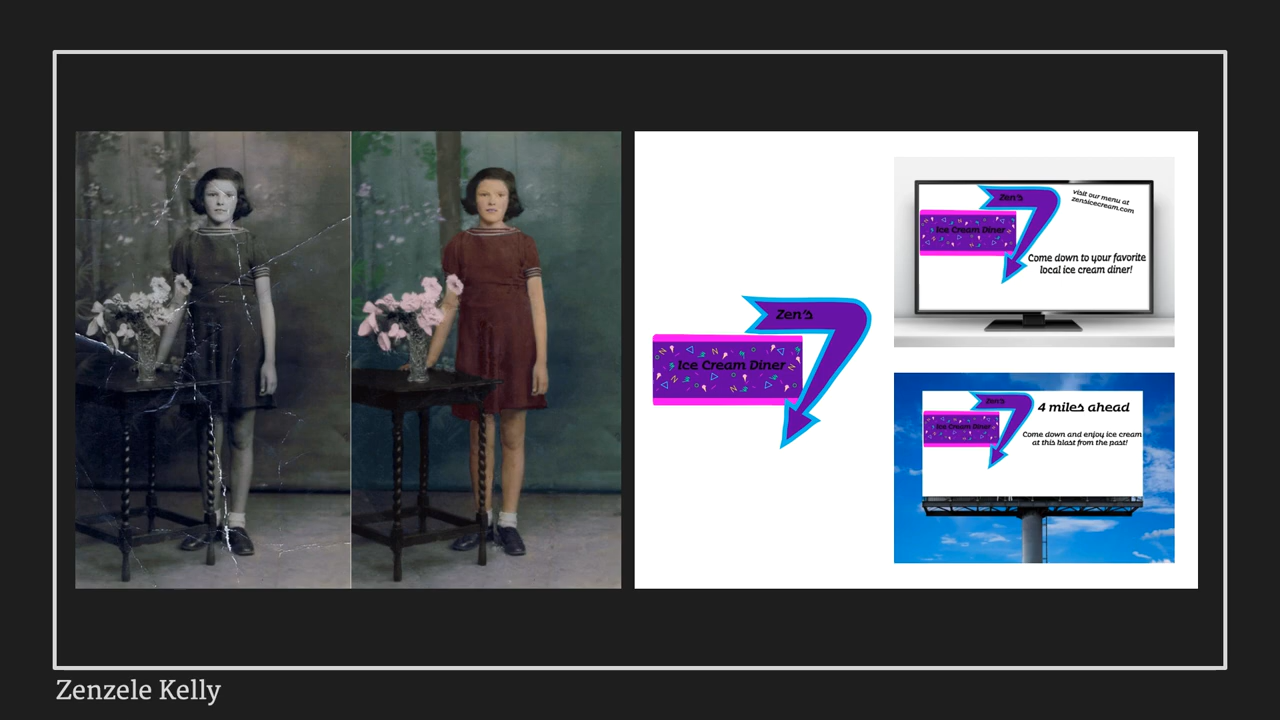 Zen's
Ice Cream Diner
Zen's
Ice Cream Diner
visit our menu at
zensicecream.com
Come down to your favorite
local ice cream diner!
Zen's
Ice Cream Diner
4 miles ahead
Come down and enjoy ice cream
at this blast from the past!
Zenzele Kelly